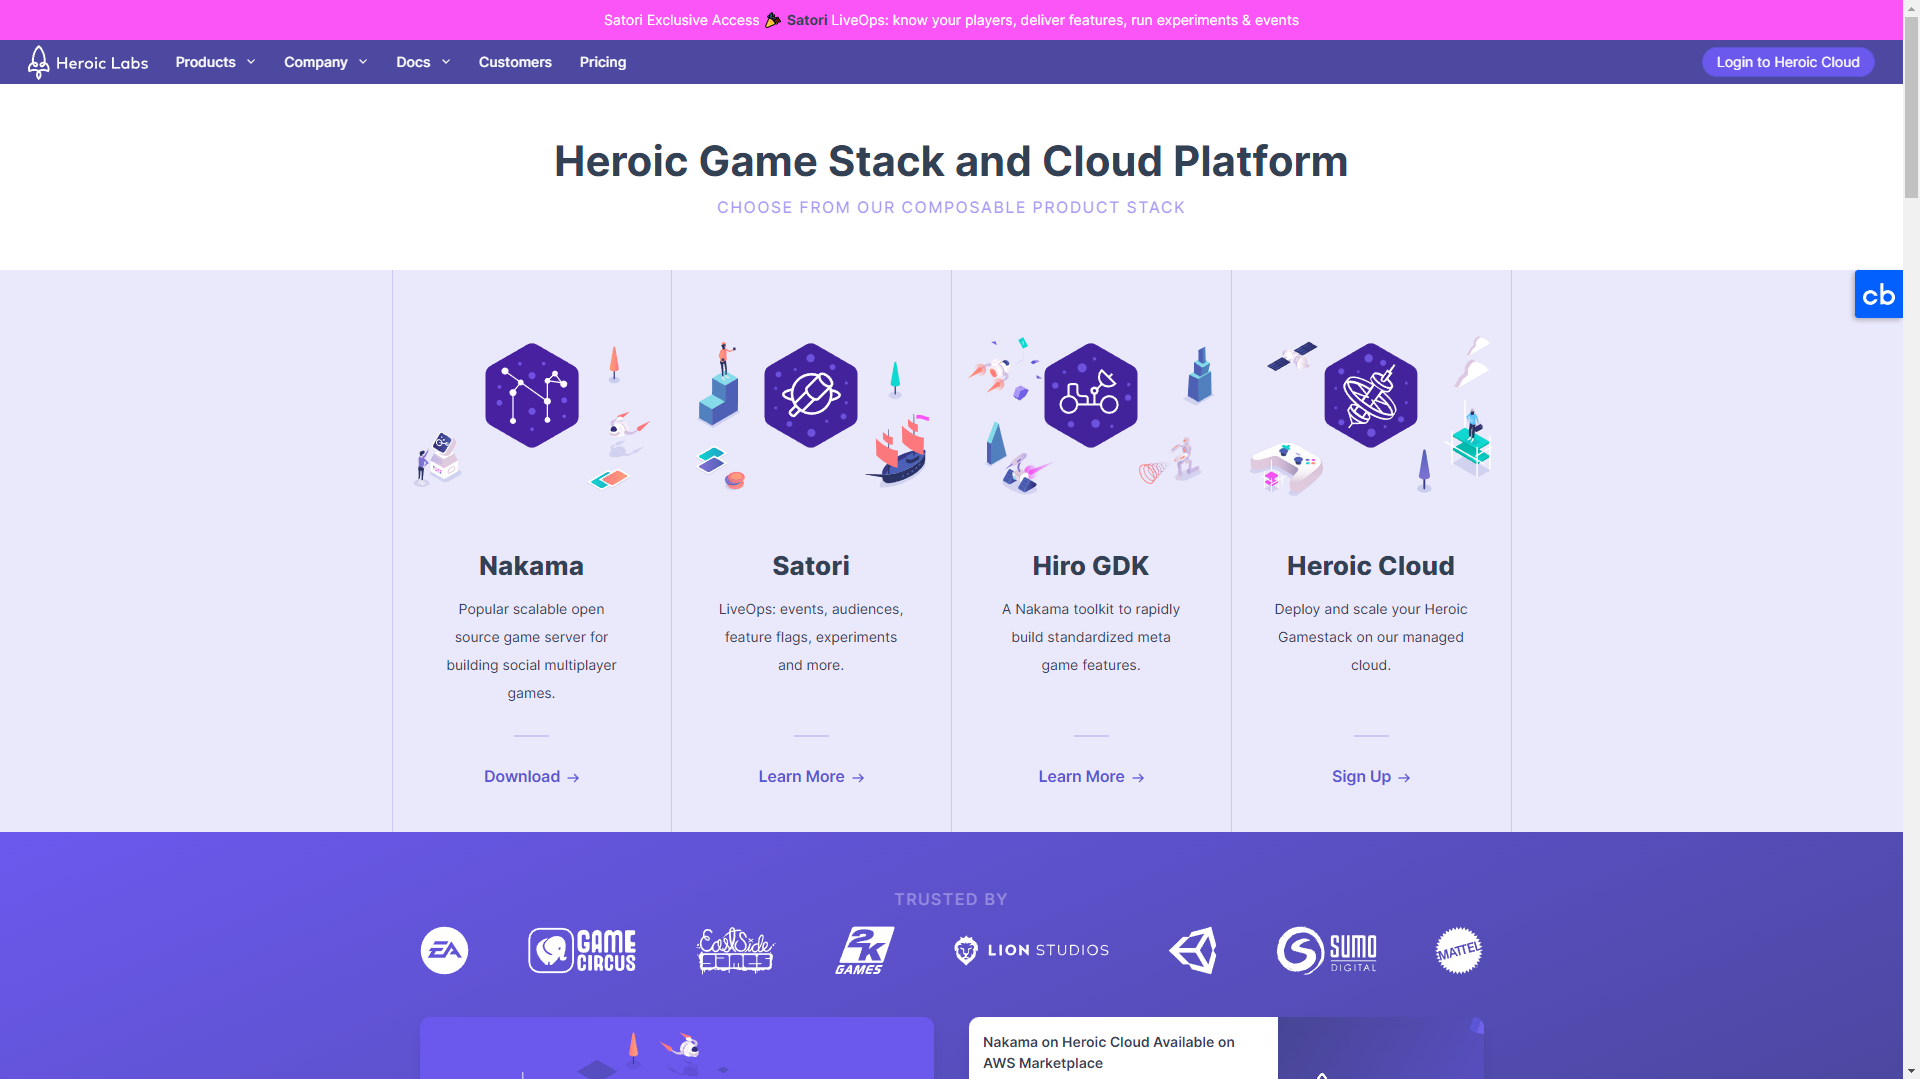 Satori Exclusive Access 🎉 Satori LiveOps: know your players, deliver features, run experiments & events
Heroic Labs Products Company Docs Customers Pricing Login to Heroic Cloud
Heroic Game Stack and Cloud Platform
CHOOSE FROM OUR COMPOSABLE PRODUCT STACK
cb
Nakama
Popular scalable open
source game server for
building social multiplayer
games.
Download →
Satori
LiveOps: events, audiences,
feature flags, experiments
and more.
Learn More →
Hiro GDK
A Nakama toolkit to rapidly
build standardized meta
game features.
Learn More →
Heroic Cloud
Deploy and scale your Heroic
Gamestack on our managed
cloud.
Sign Up →
TRUSTED BY
EA
GAME
CIRCUS
EastSide
2K
GAMES
LION STUDIOS
SUMO
DIGITAL
MATTEL
Nakama on Heroic Cloud Available on
AWS Marketplace